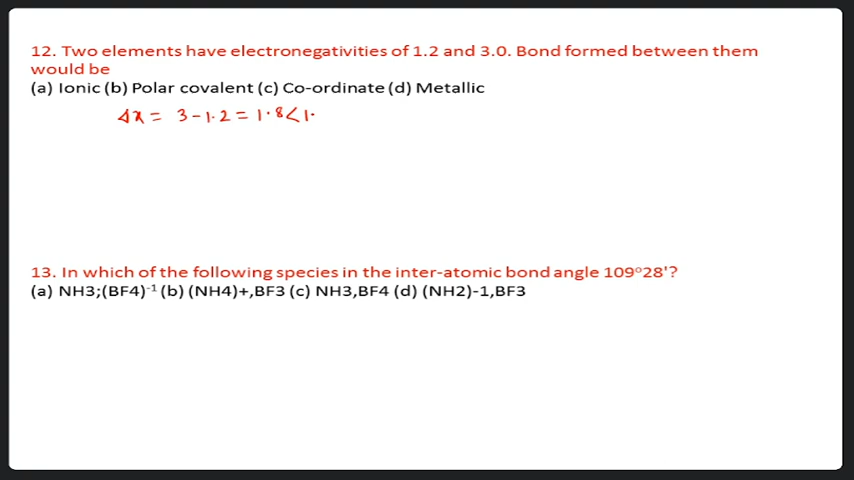 12. Two elements have electronegativities of 1.2 and 3.0. Bond formed between them
would be
(a) Ionic (b) Polar covalent (c) Co-ordinate (d) Metallic
Δx = 3-1.2 = 1.8<1.
13. In which of the following species in the inter-atomic bond angle 109°28'?
(a) NH3;(BF4)⁻¹ (b) (NH4)+,BF3 (c) NH3,BF4 (d) (NH2)-1,BF3